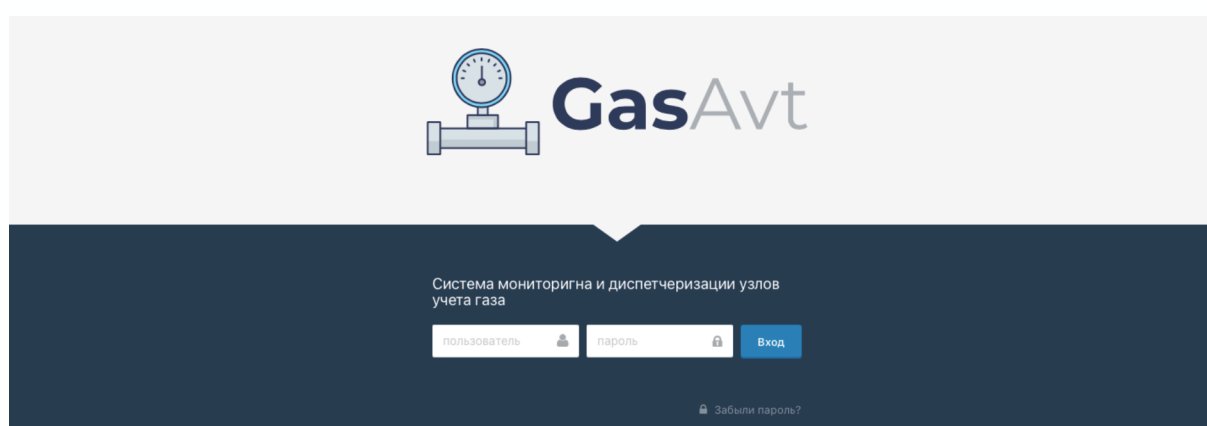 GasAvt
Система мониторигна и диспетчеризации узлов
учета газа
пользователь
пароль
Вход
Забыли пароль?